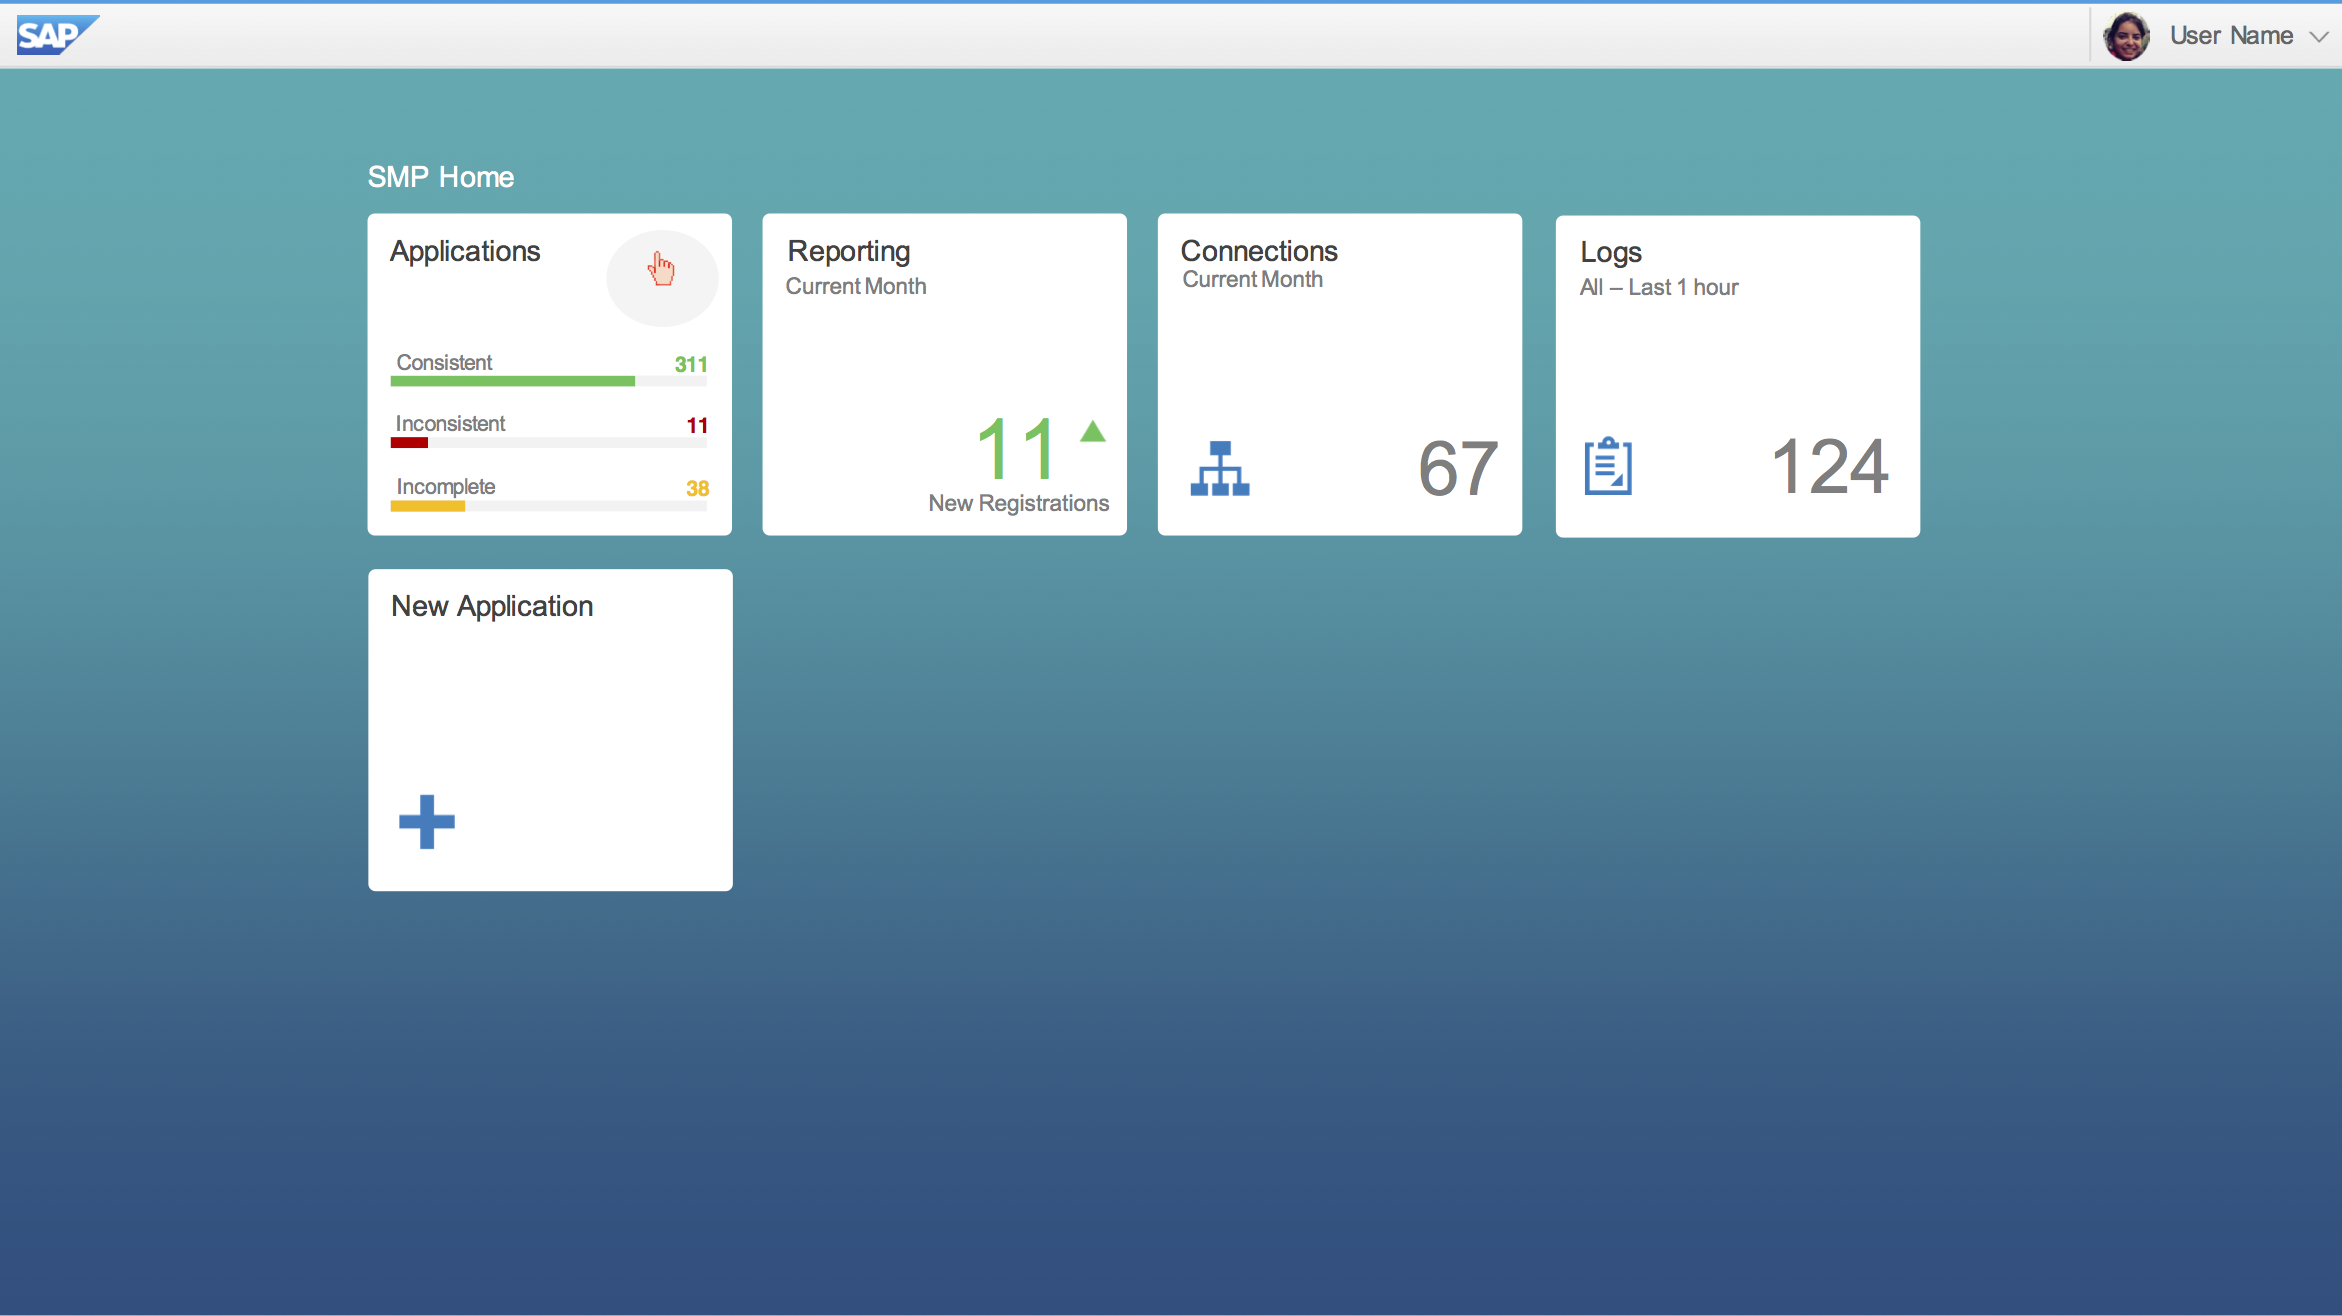 SAP
User Name
SMP Home
Applications
Consistent 311
Inconsistent 11
Incomplete 38
Reporting
Current Month
11
New Registrations
Connections
Current Month
67
Logs
All – Last 1 hour
124
New Application